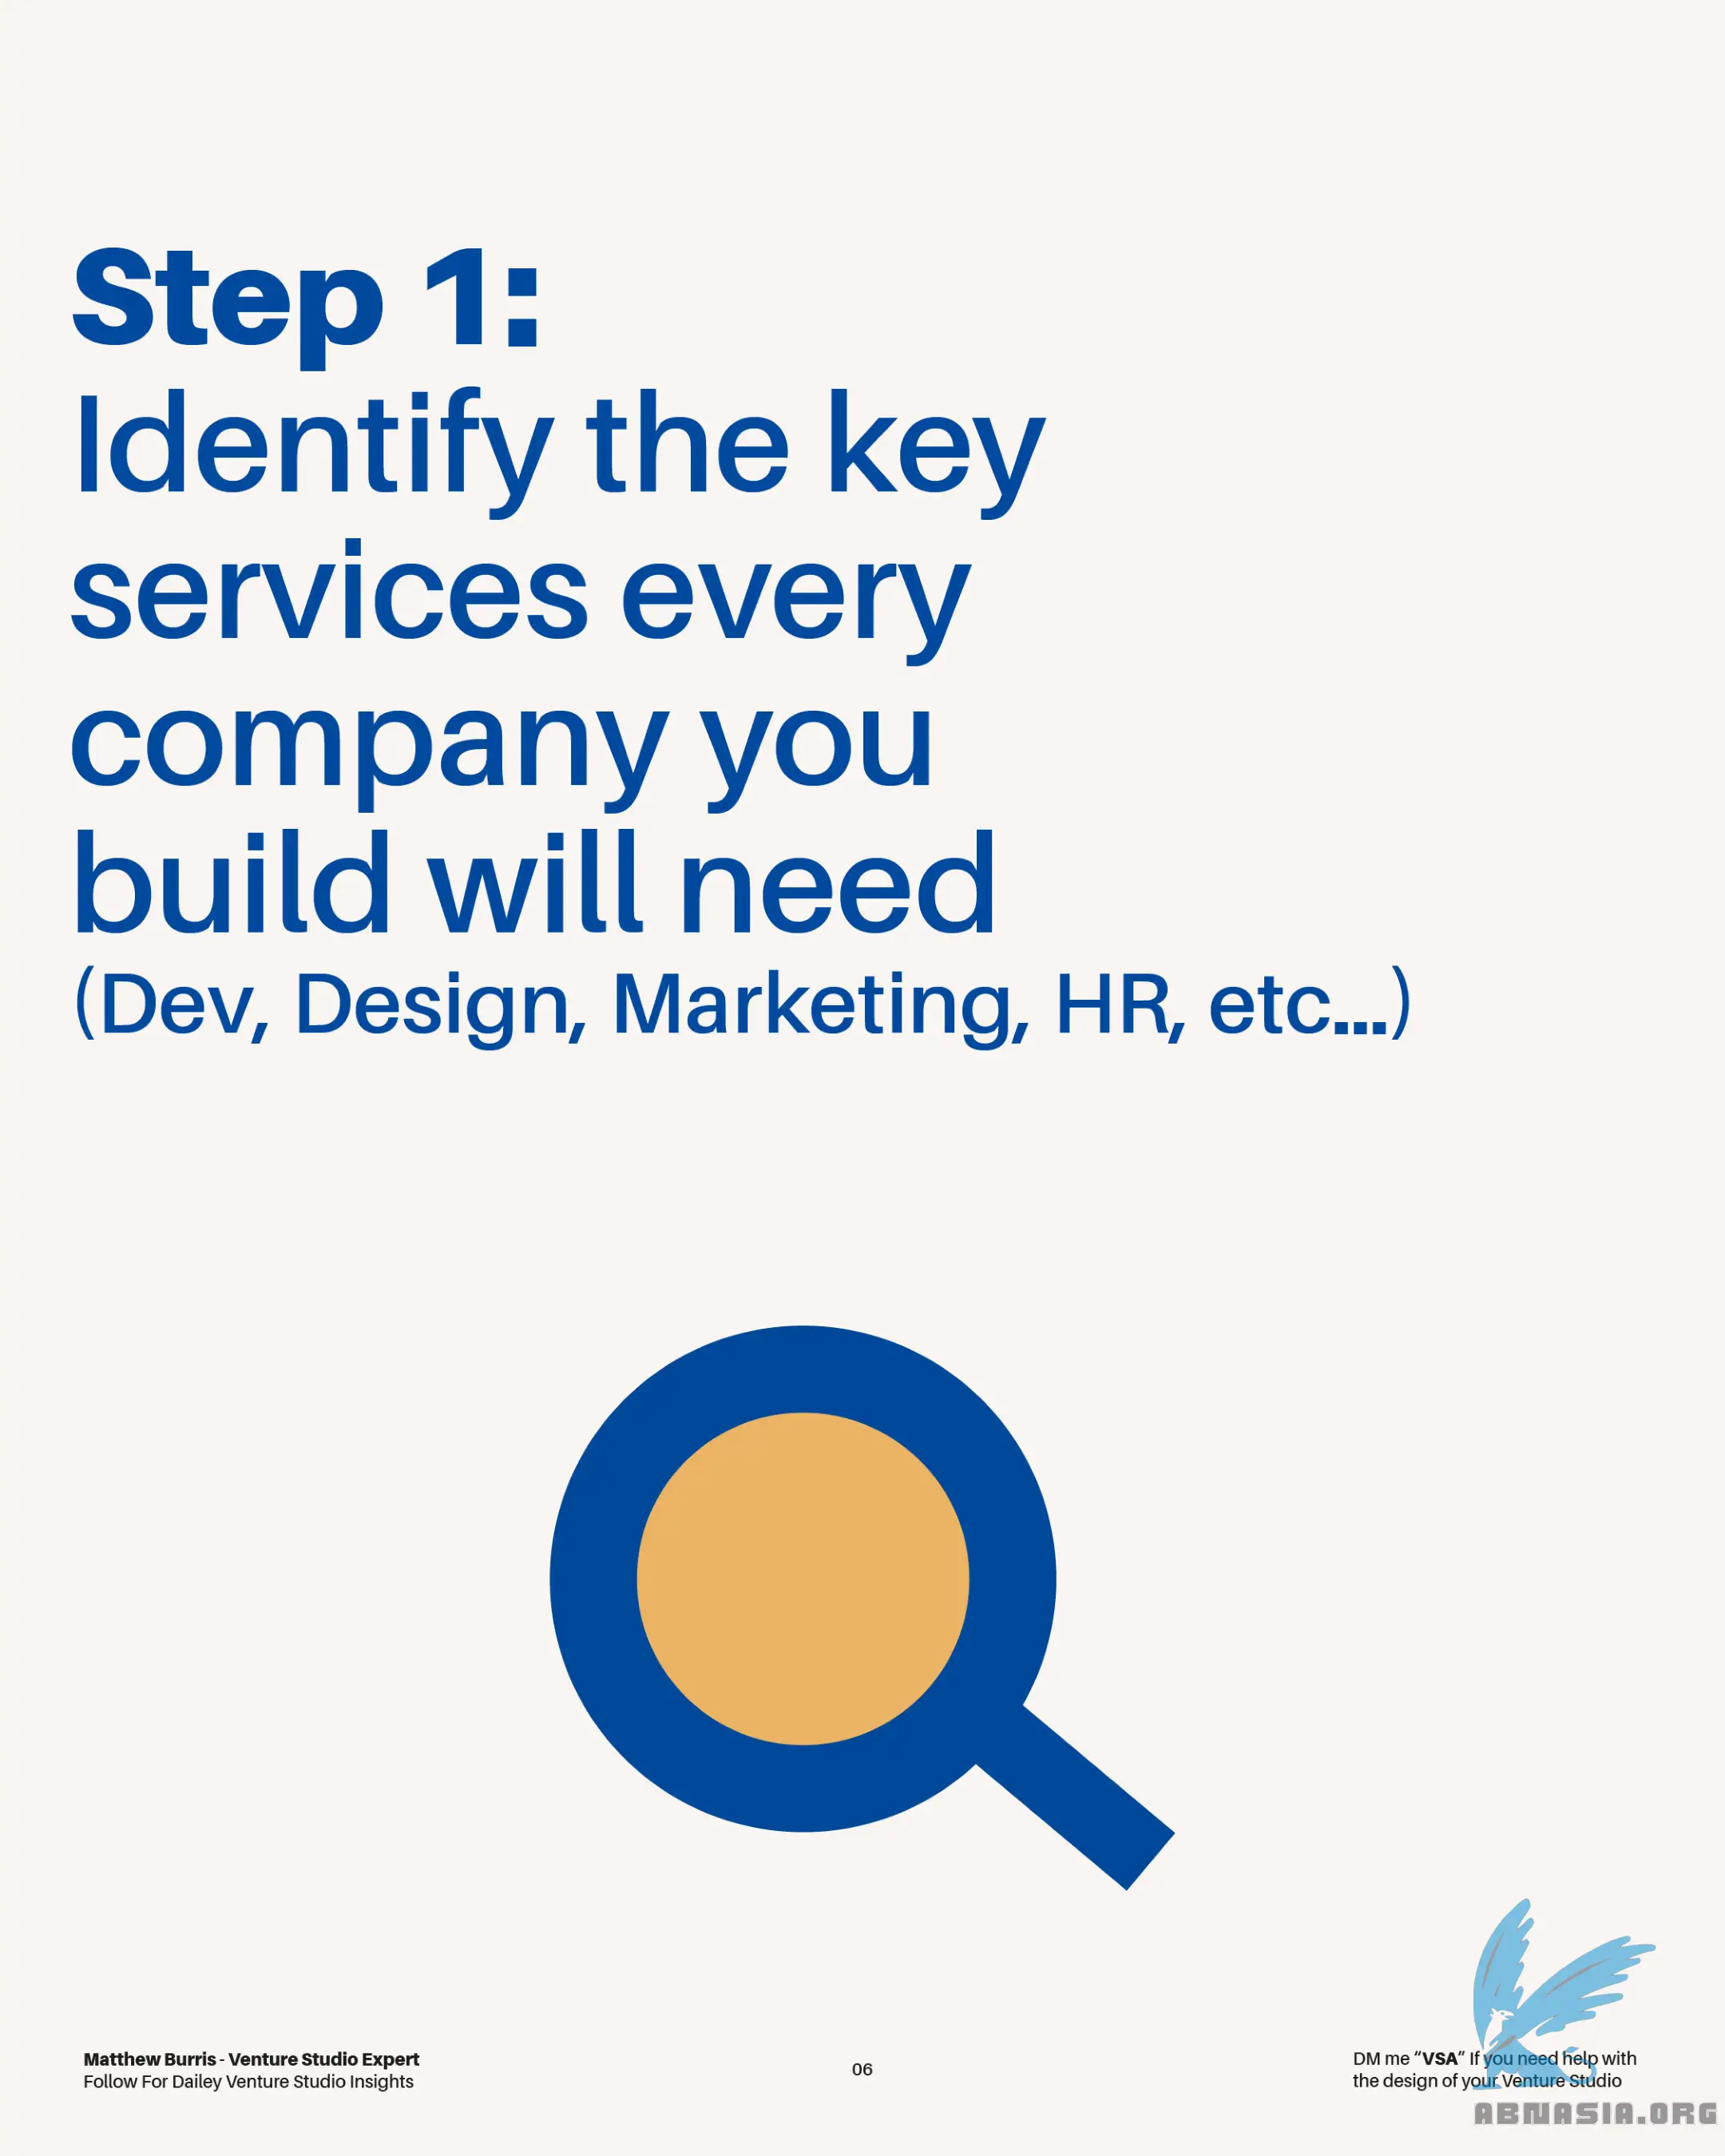 Step 1:
Identify the key
services every
company you
build will need
(Dev, Design, Marketing, HR, etc...)
Matthew Burris - Venture Studio Expert
Follow For Dailey Venture Studio Insights
06
DM me “VSA” If you need help with
the design of your Venture Studio
ABNASIA.ORG